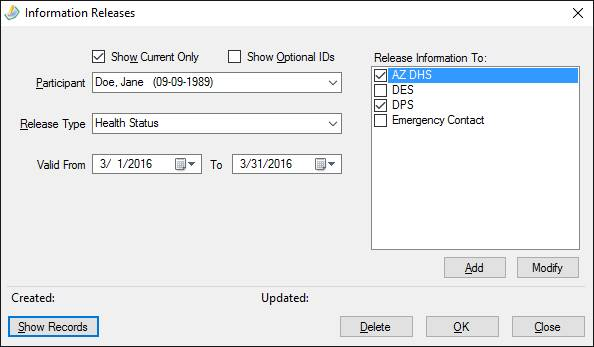 Information Releases
Show Current Only Show Optional IDs Release Information To:
Participant Doe, Jane (09-09-1989) AZ DHS
DES
DPS
Release Type Health Status Emergency Contact
Valid From 3/ 1/2016 To 3/31/2016
Add Modify
Created: Updated:
Show Records Delete OK Close